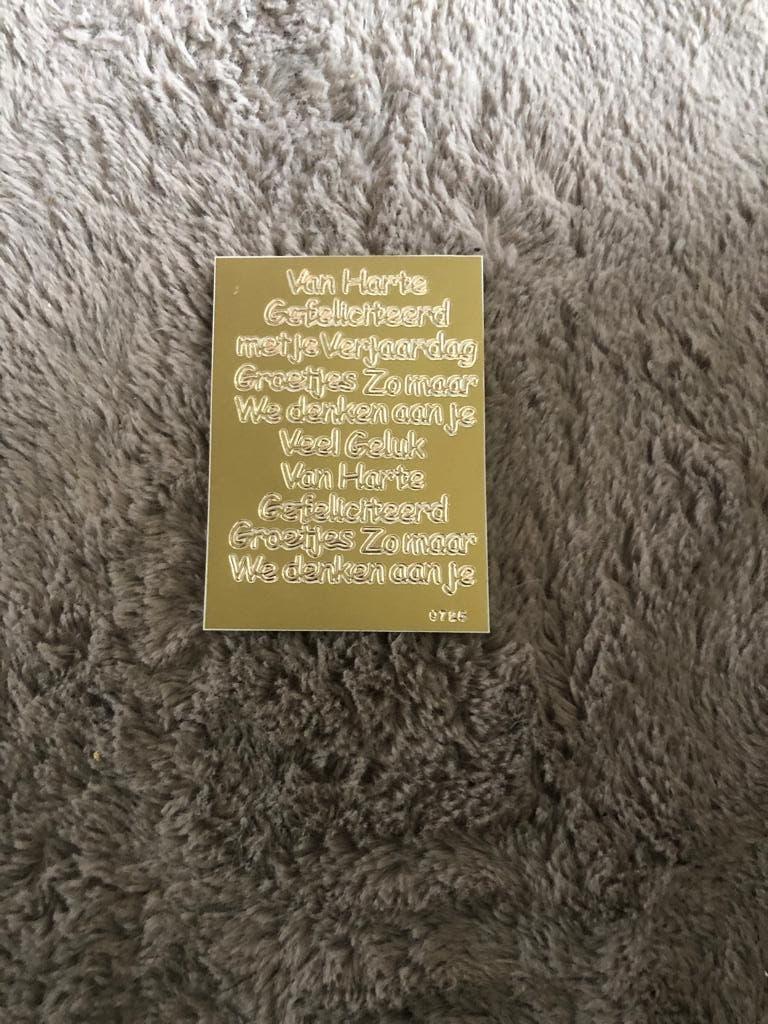 Van Harte
Gefeliciteerd
met je Verjaardag
Groetjes Zo maar
We denken aan je
Veel Geluk
Van Harte
Gefeliciteerd
Groetjes Zo maar
We denken aan je
0725